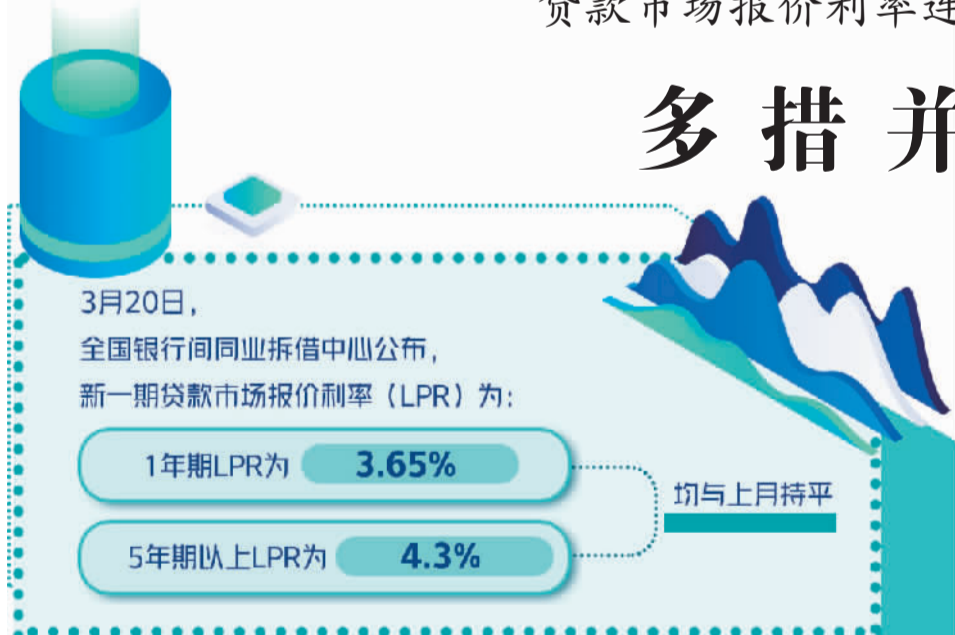 贷款市场报价利率连
多措并
3月20日，
全国银行间同业拆借中心公布，
新一期贷款市场报价利率（LPR）为：
1年期LPR为 3.65%
均与上月持平
5年期以上LPR为 4.3%